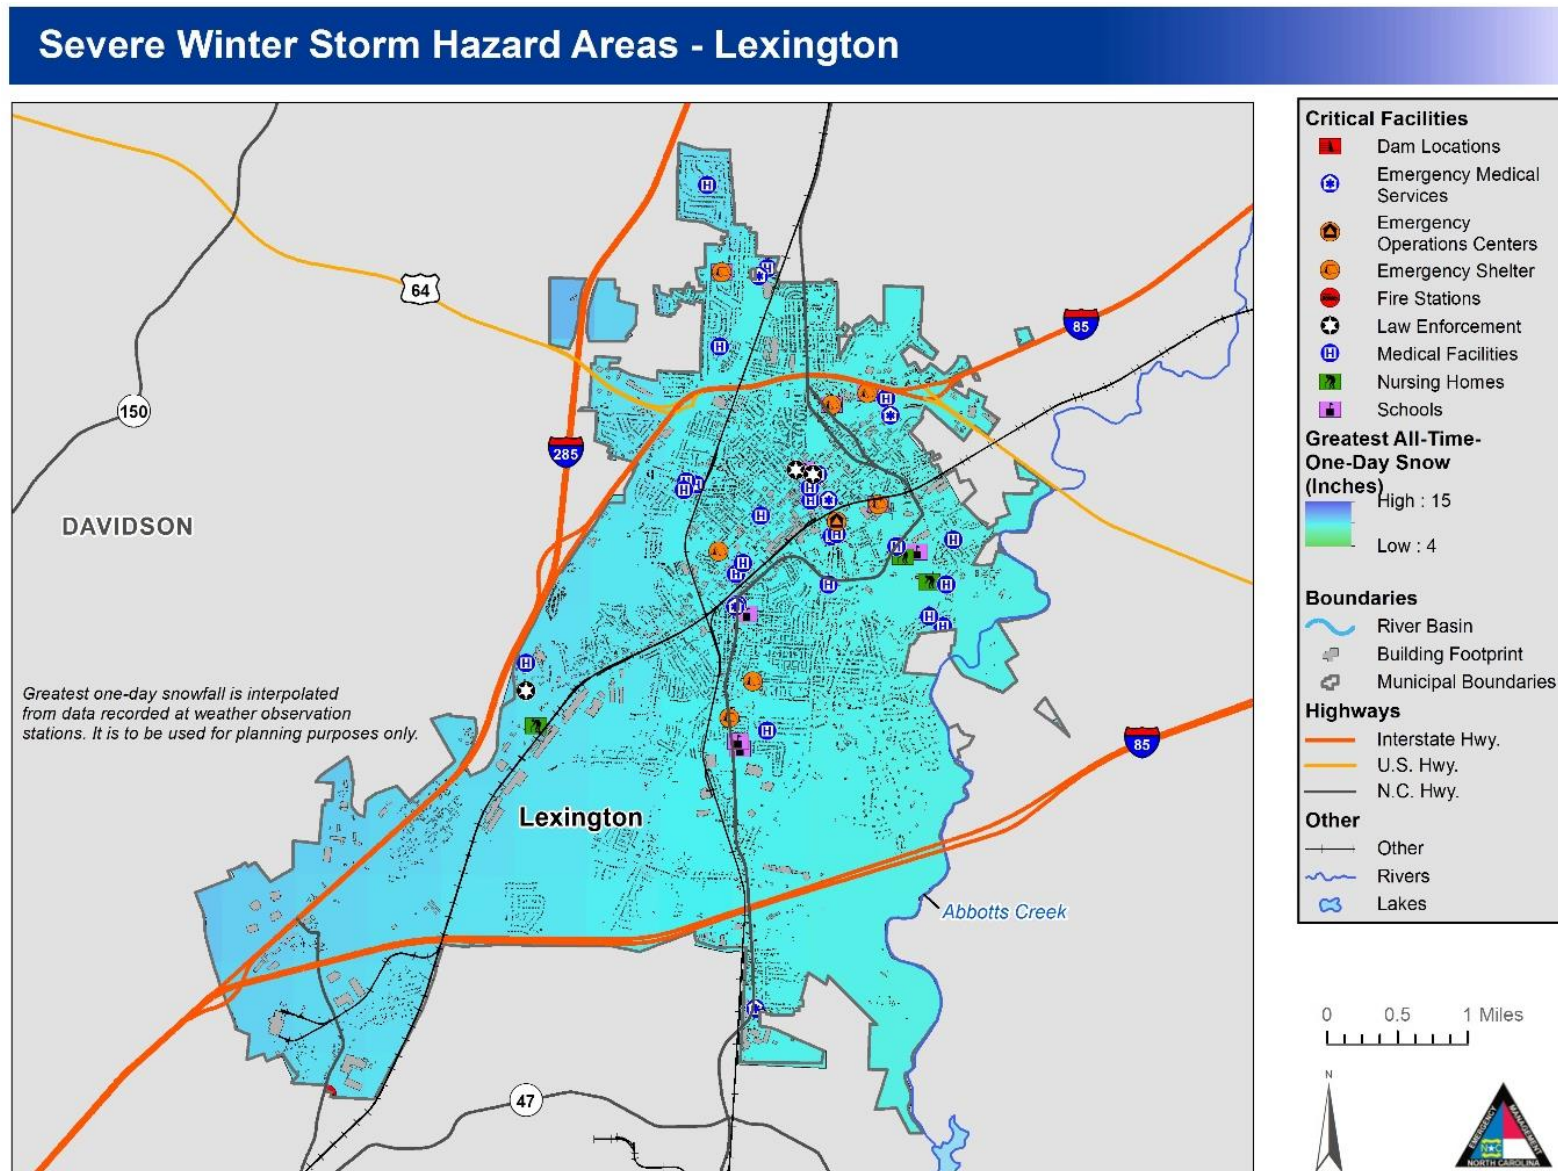 Severe Winter Storm Hazard Areas - Lexington
64
85
150
285
DAVIDSON
Greatest one-day snowfall is interpolated
from data recorded at weather observation
stations. It is to be used for planning purposes only.
85
Lexington
Abbotts Creek
47
Critical Facilities
Dam Locations
Emergency Medical
Services
Emergency
Operations Centers
Emergency Shelter
Fire Stations
Law Enforcement
Medical Facilities
Nursing Homes
Schools
Greatest All-Time-
One-Day Snow
(Inches)
High : 15
Low : 4
Boundaries
River Basin
Building Footprint
Municipal Boundaries
Highways
Interstate Hwy.
U.S. Hwy.
N.C. Hwy.
Other
Other
Rivers
Lakes
0 0.5 1 Miles
N
EMERGENCY
MANAGEMENT
NORTH CAROLINA